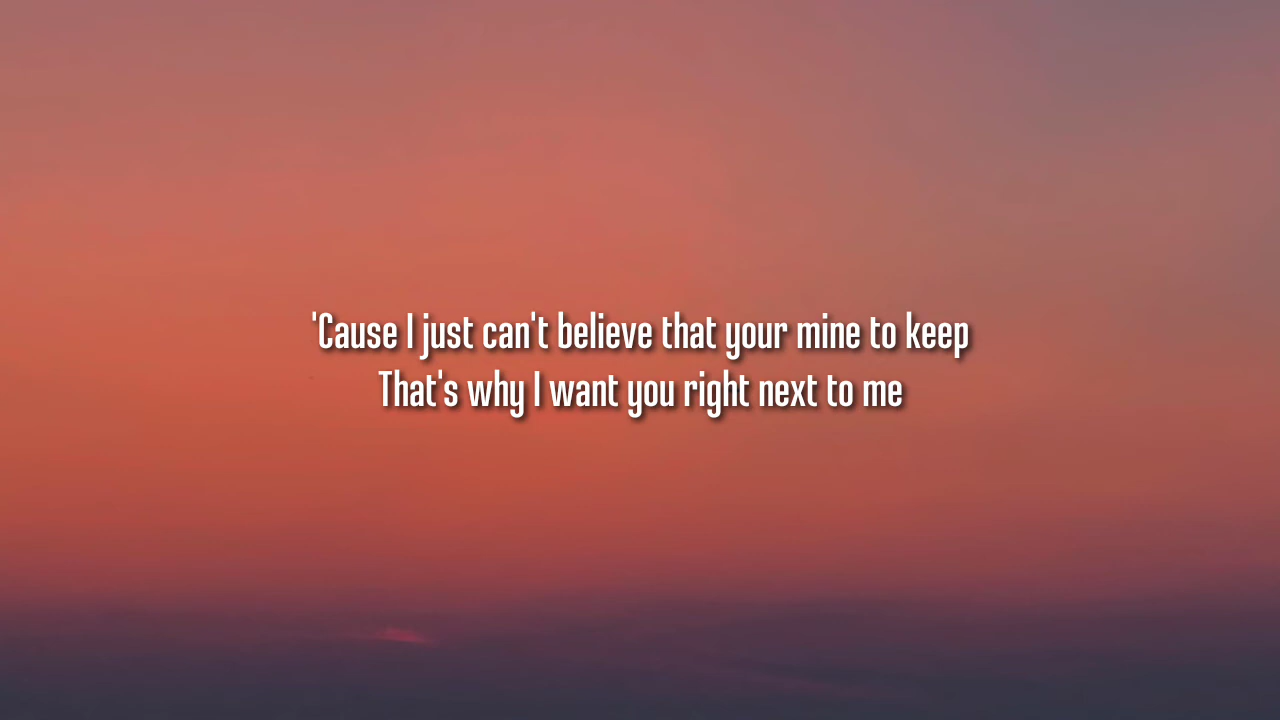 'Cause I just can't believe that your mine to keep
That's why I want you right next to me